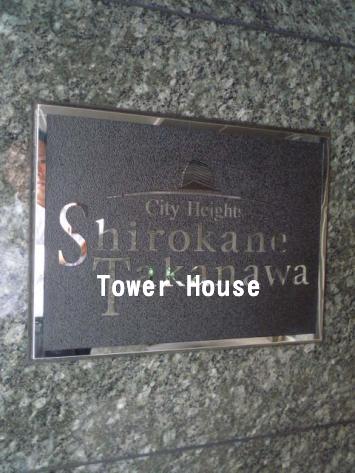 City Heights
Shirokane
Takanawa
Tower House